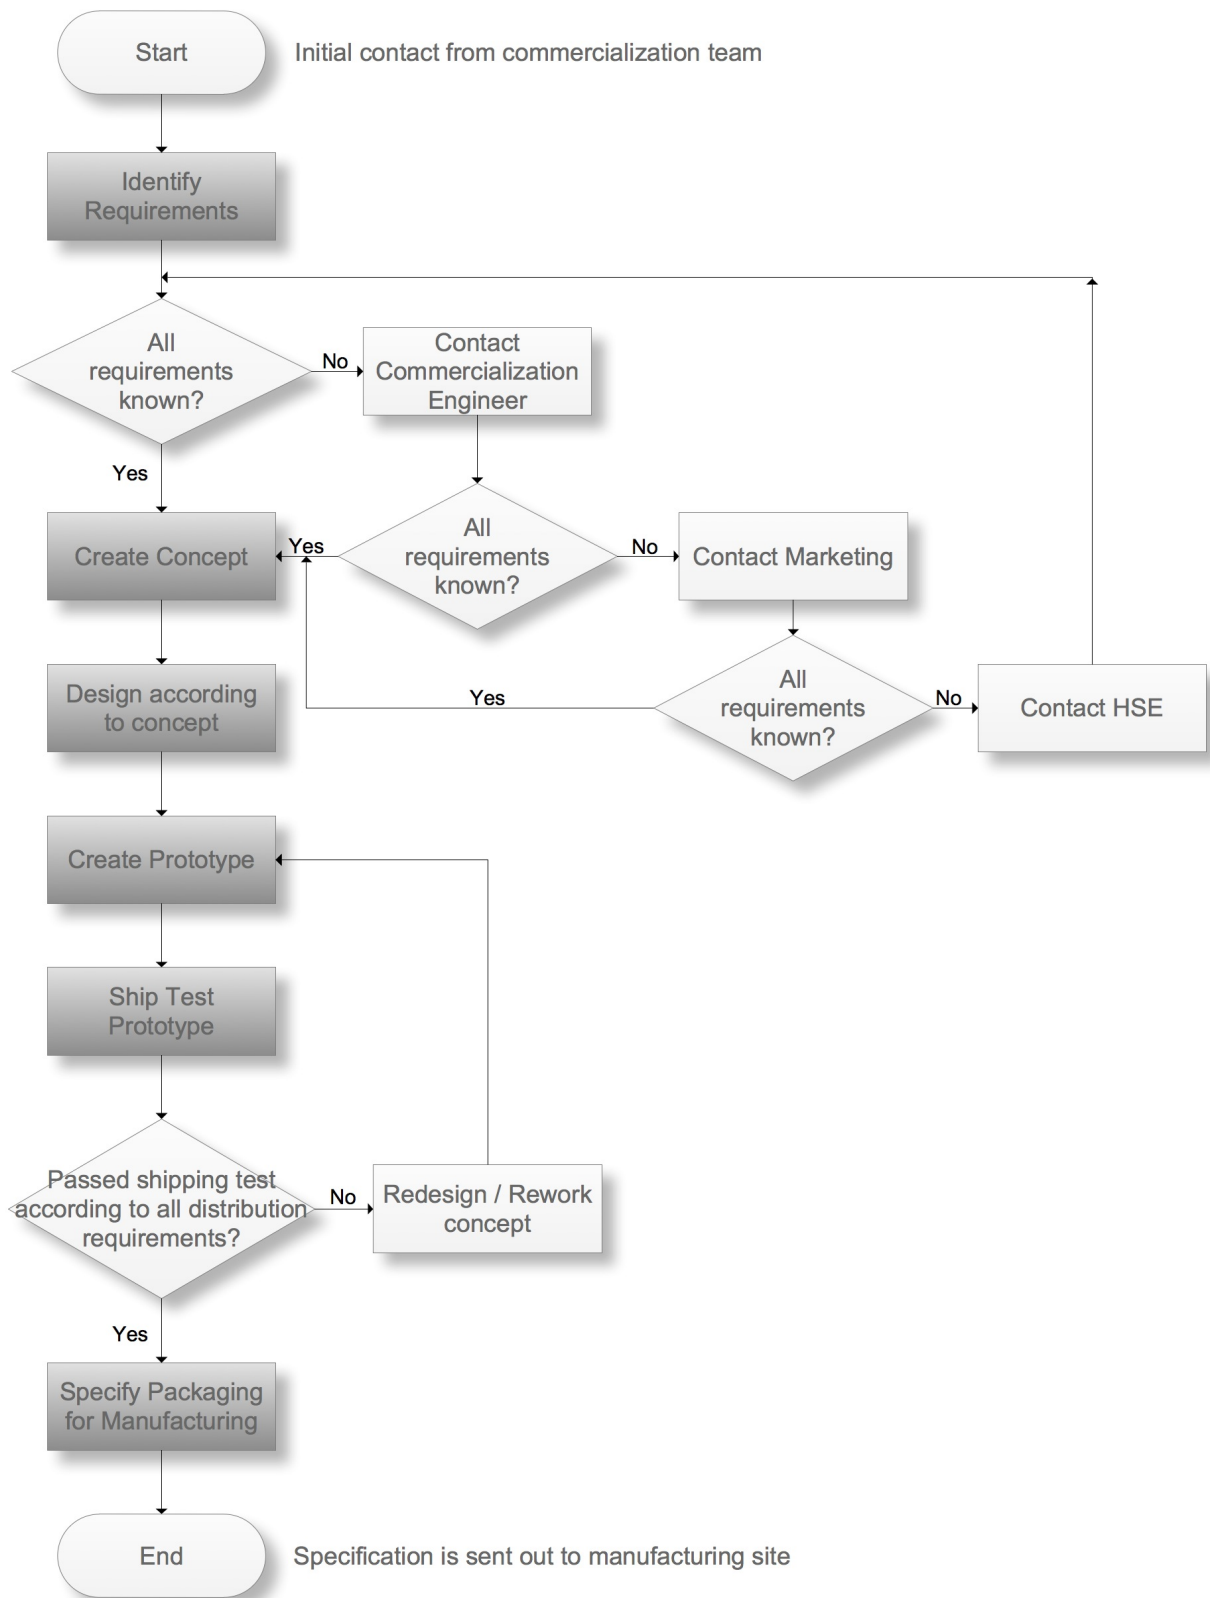 Start
Initial contact from commercialization team
Identify
Requirements
All
requirements
known?
No
Contact
Commercialization
Engineer
Yes
Create Concept
Yes
All
requirements
known?
No
Contact Marketing
Design according
to concept
Yes
All
requirements
known?
No
Contact HSE
Create Prototype
Ship Test
Prototype
Passed shipping test
according to all distribution
requirements?
No
Redesign / Rework
concept
Yes
Specify Packaging
for Manufacturing
End
Specification is sent out to manufacturing site